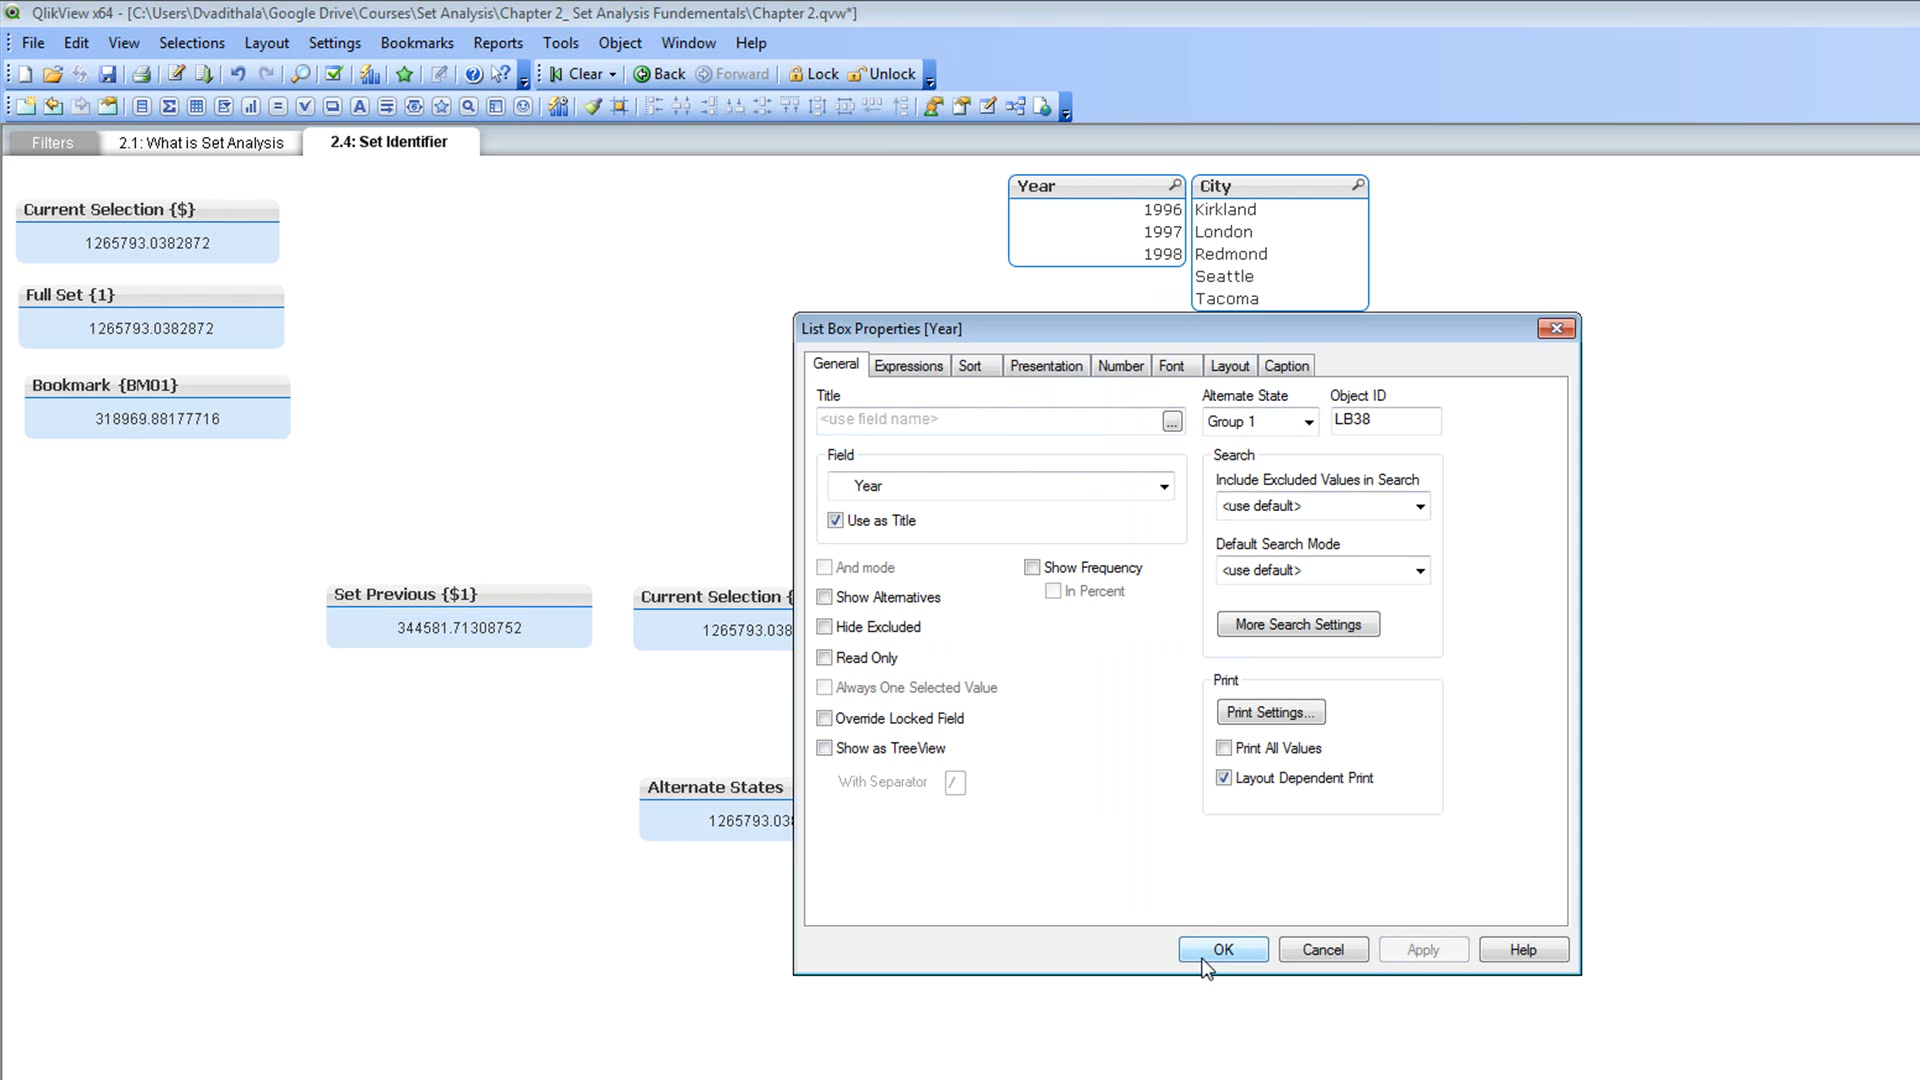 QlikView x64 - [C:\Users\Dvadithala\Google Drive\Courses\Set Analysis\Chapter 2_ Set Analysis Fundementals\Chapter 2.qvw*]
File Edit View Selections Layout Settings Bookmarks Reports Tools Object Window Help
Clear Back Forward Lock Unlock
Filters 2.1: What is Set Analysis 2.4: Set Identifier
Year City
1996 Kirkland
1997 London
1998 Redmond
Seattle
Tacoma
Current Selection {$}
1265793.0382872
Full Set {1}
1265793.0382872
Bookmark {BM01}
318969.88177716
Set Previous {$1}
344581.71308752
Current Selection {
1265793.038
Alternate States
1265793.03
List Box Properties [Year]
General Expressions Sort Presentation Number Font Layout Caption
Title Alternate State Object ID
<use field name> ... Group 1 LB38
Field
Year
Use as Title
Search
Include Excluded Values in Search
<use default>
Default Search Mode
<use default>
More Search Settings
And mode
Show Alternatives
Hide Excluded
Read Only
Always One Selected Value
Override Locked Field
Show as TreeView
With Separator /
Show Frequency
In Percent
Print
Print Settings...
Print All Values
Layout Dependent Print
OK Cancel Apply Help